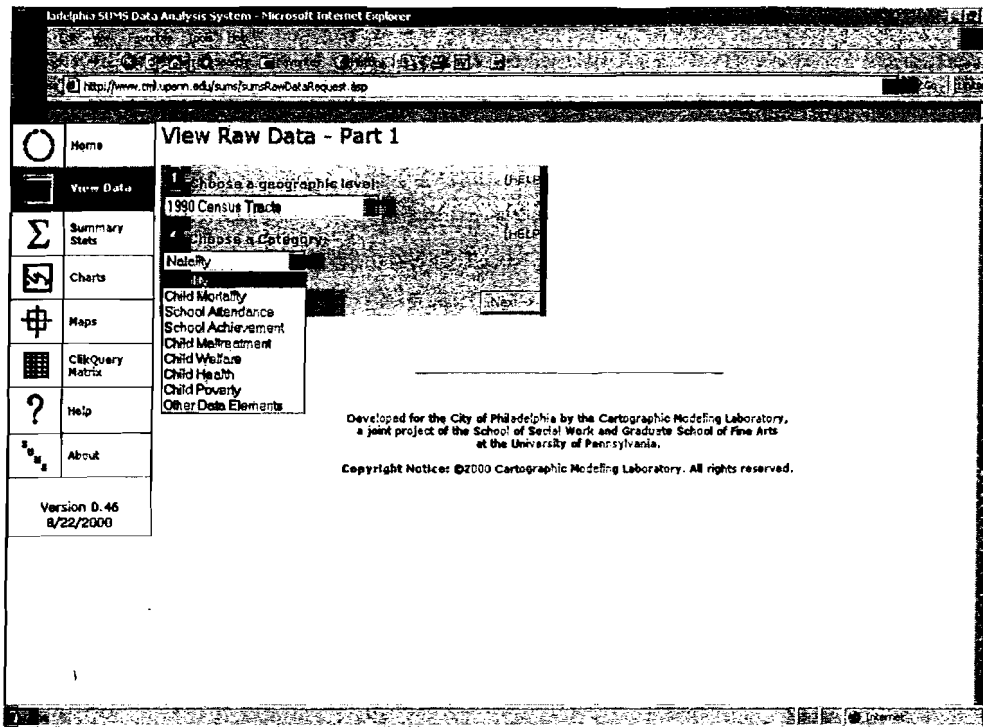 ladelphia SUMS Data Analysis System - Microsoft Internet Explorer
http://www.cml.upenn.edu/sums/sumsRawDataRequest.asp
View Raw Data - Part 1
Home
View Data
Summary
Stats
Charts
Maps
ClikQuery
Matrix
?
Help
SUMS
About
Version 0.46
8/22/2000
1
Choose a geographic level:
[HELP
1990 Census Tracts
Choose a Category:
[HELP
Natality
Child Mortality
School Attendance
School Achievement
Child Maltreatment
Child Welfare
Child Health
Child Poverty
Other Data Elements
Next ->
Developed for the City of Philadelphia by the Cartographic Modeling Laboratory,
a joint project of the School of Social Work and Graduate School of Fine Arts
at the University of Pennsylvania.
Copyright Notice: ©2000 Cartographic Modeling Laboratory. All rights reserved.
Internet